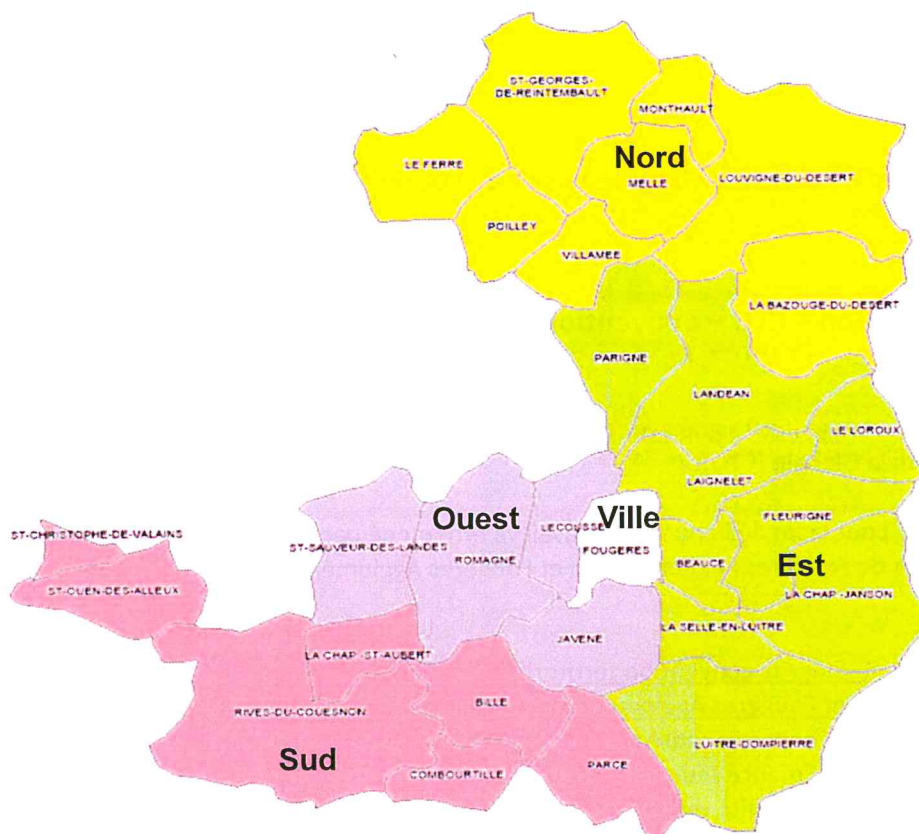 ST-GEORGES-
DE-REINTEMBAULT
MONTHAULT
Nord
LE FERRE
MELLE
LOUVIGNE-DU-DESERT
POILLEY
VILLAMEE
LA BAZOUGE-DU-DESERT
PARIGNE
LANDEAN
LE LOROUX
LAIGNELET
Ouest
LECOUSSE
Ville
FLEURIGNE
ST-CHRISTOPHE-DE-VALAINS
ST-SAUVEUR-DES-LANDES
ROMAGNE
FOUGERES
BEAUCE
Est
ST-OUEN-DES-ALLEUX
LA CHAP.-JANSON
LA SELLE-EN-LUITRE
JAVENE
LA CHAP.-ST-AUBERT
BILLE
RIVES-DU-COUESNON
LUITRE-DOMPIERRE
Sud
PARCE
COMBOURTILLE